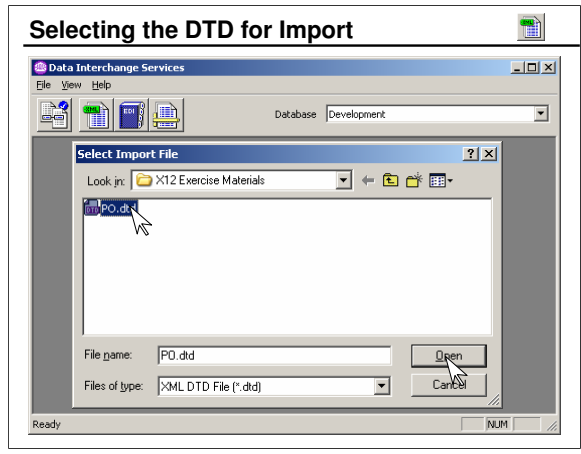 Selecting the DTD for Import
XML
Data Interchange Services
File View Help
XML EDI
Database Development
Select Import File
Look in: X12 Exercise Materials
DTD PO.dtd
File name: PO.dtd Open
Files of type: XML DTD File (*.dtd) Cancel
Ready NUM